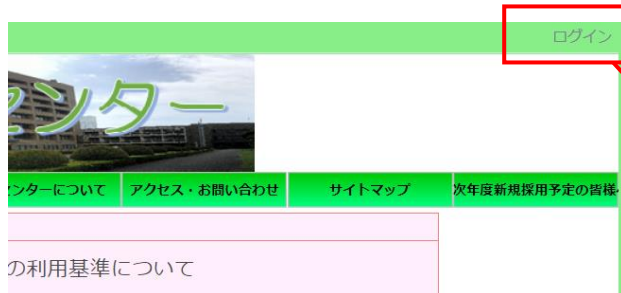 ログイン
センター
センターについて アクセス・お問い合わせ サイトマップ 次年度新規採用予定の皆様へ
の利用基準について